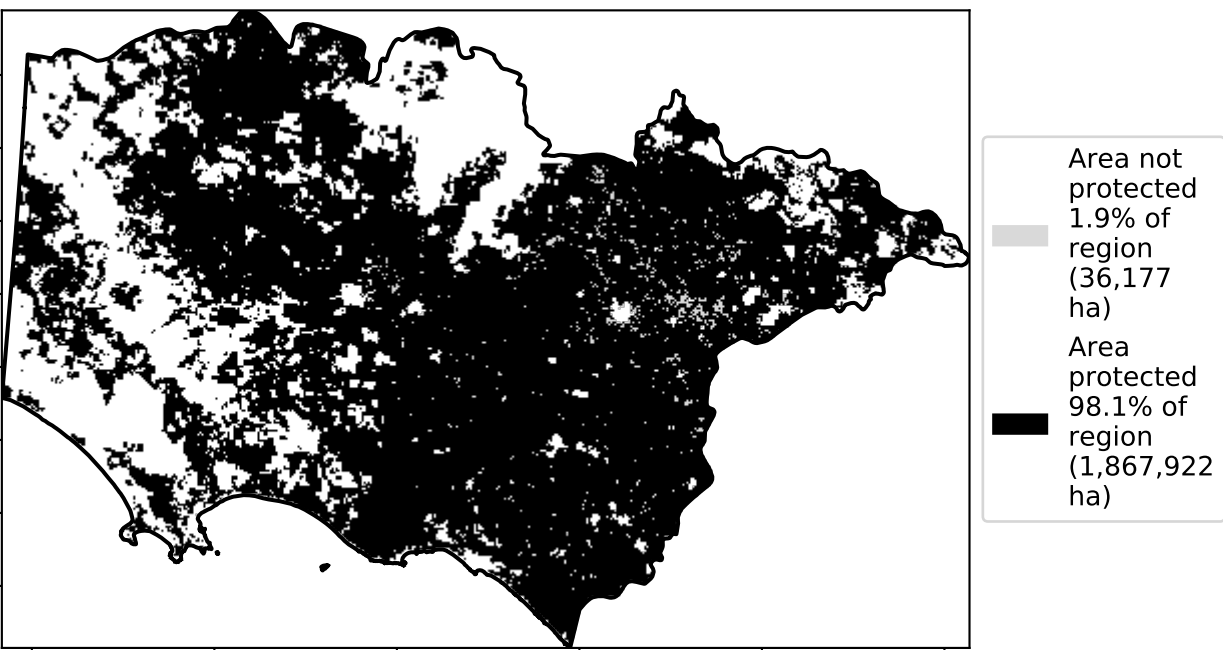 Area not
protected
1.9% of
region
(36,177
ha)
Area
protected
98.1% of
region
(1,867,922
ha)